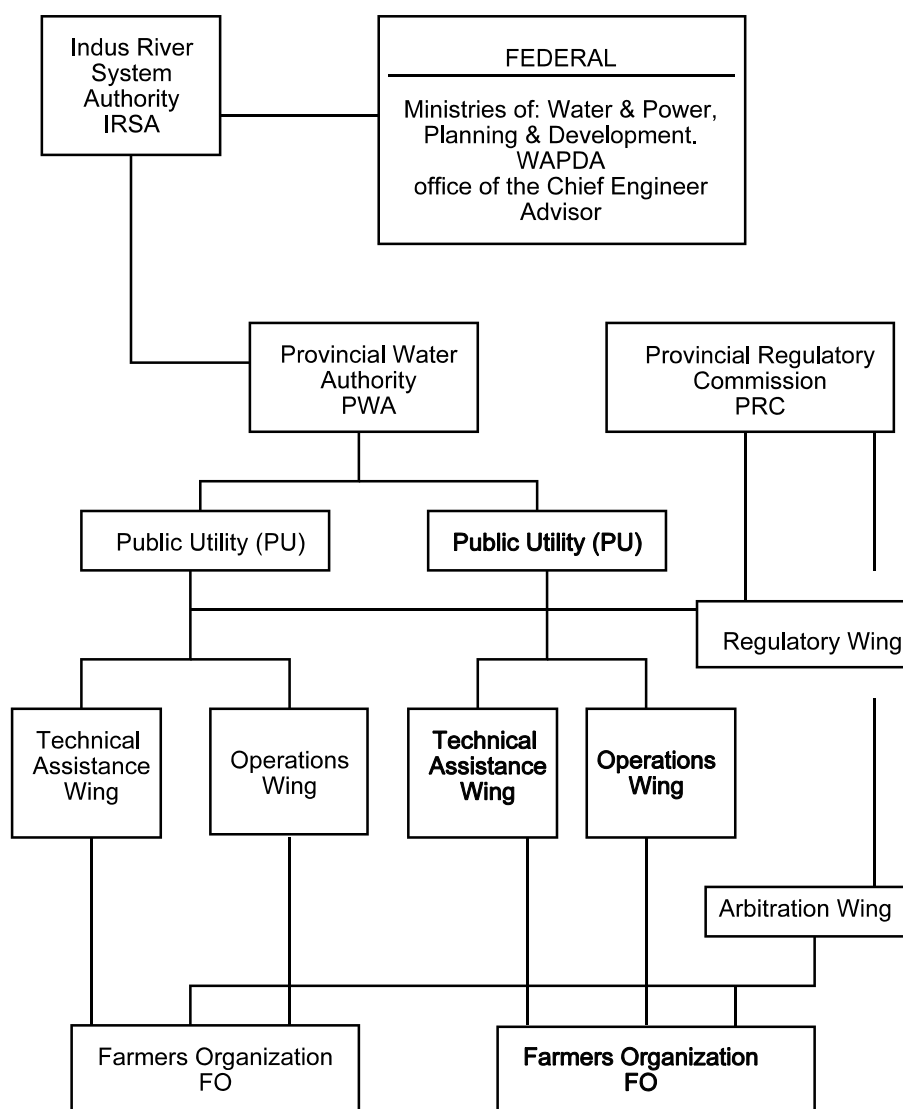 Indus River
System
Authority
IRSA
FEDERAL
Ministries of: Water & Power,
Planning & Development.
WAPDA
office of the Chief Engineer
Advisor
Provincial Water
Authority
PWA
Provincial Regulatory
Commission
PRC
Public Utility (PU)
Public Utility (PU)
Regulatory Wing
Technical
Assistance
Wing
Operations
Wing
Technical
Assistance
Wing
Operations
Wing
Arbitration Wing
Farmers Organization
FO
Farmers Organization
FO